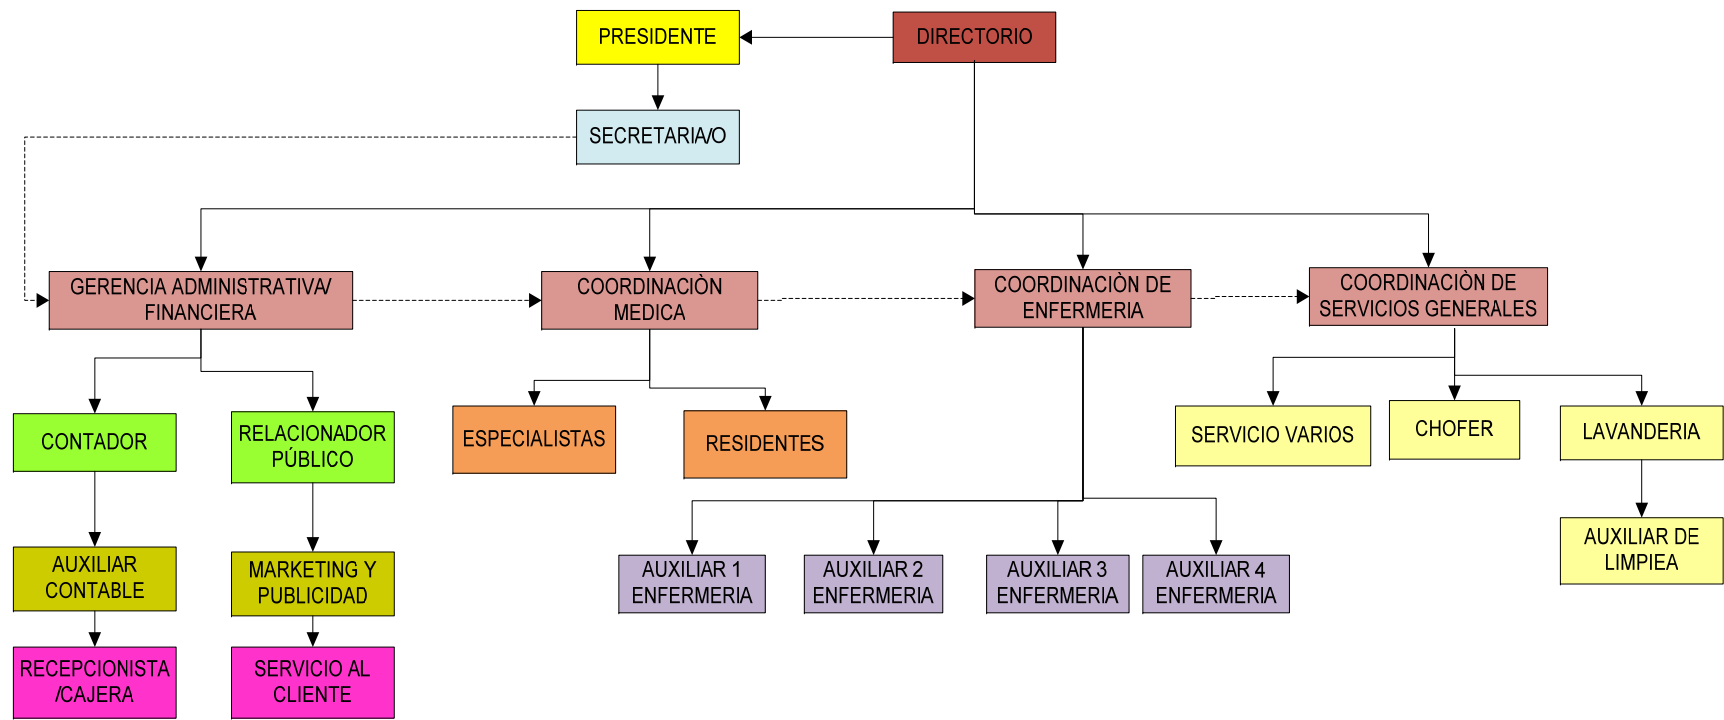 PRESIDENTE
DIRECTORIO
SECRETARIA/O
GERENCIA ADMINISTRATIVA/
FINANCIERA
COORDINACIÒN
MEDICA
COORDINACIÒN DE
ENFERMERIA
COORDINACIÒN DE
SERVICIOS GENERALES
CONTADOR
RELACIONADOR
PÚBLICO
ESPECIALISTAS
RESIDENTES
SERVICIO VARIOS
CHOFER
LAVANDERIA
AUXILIAR
CONTABLE
MARKETING Y
PUBLICIDAD
AUXILIAR 1
ENFERMERIA
AUXILIAR 2
ENFERMERIA
AUXILIAR 3
ENFERMERIA
AUXILIAR 4
ENFERMERIA
AUXILIAR DE
LIMPIEA
RECEPCIONISTA
/CAJERA
SERVICIO AL
CLIENTE